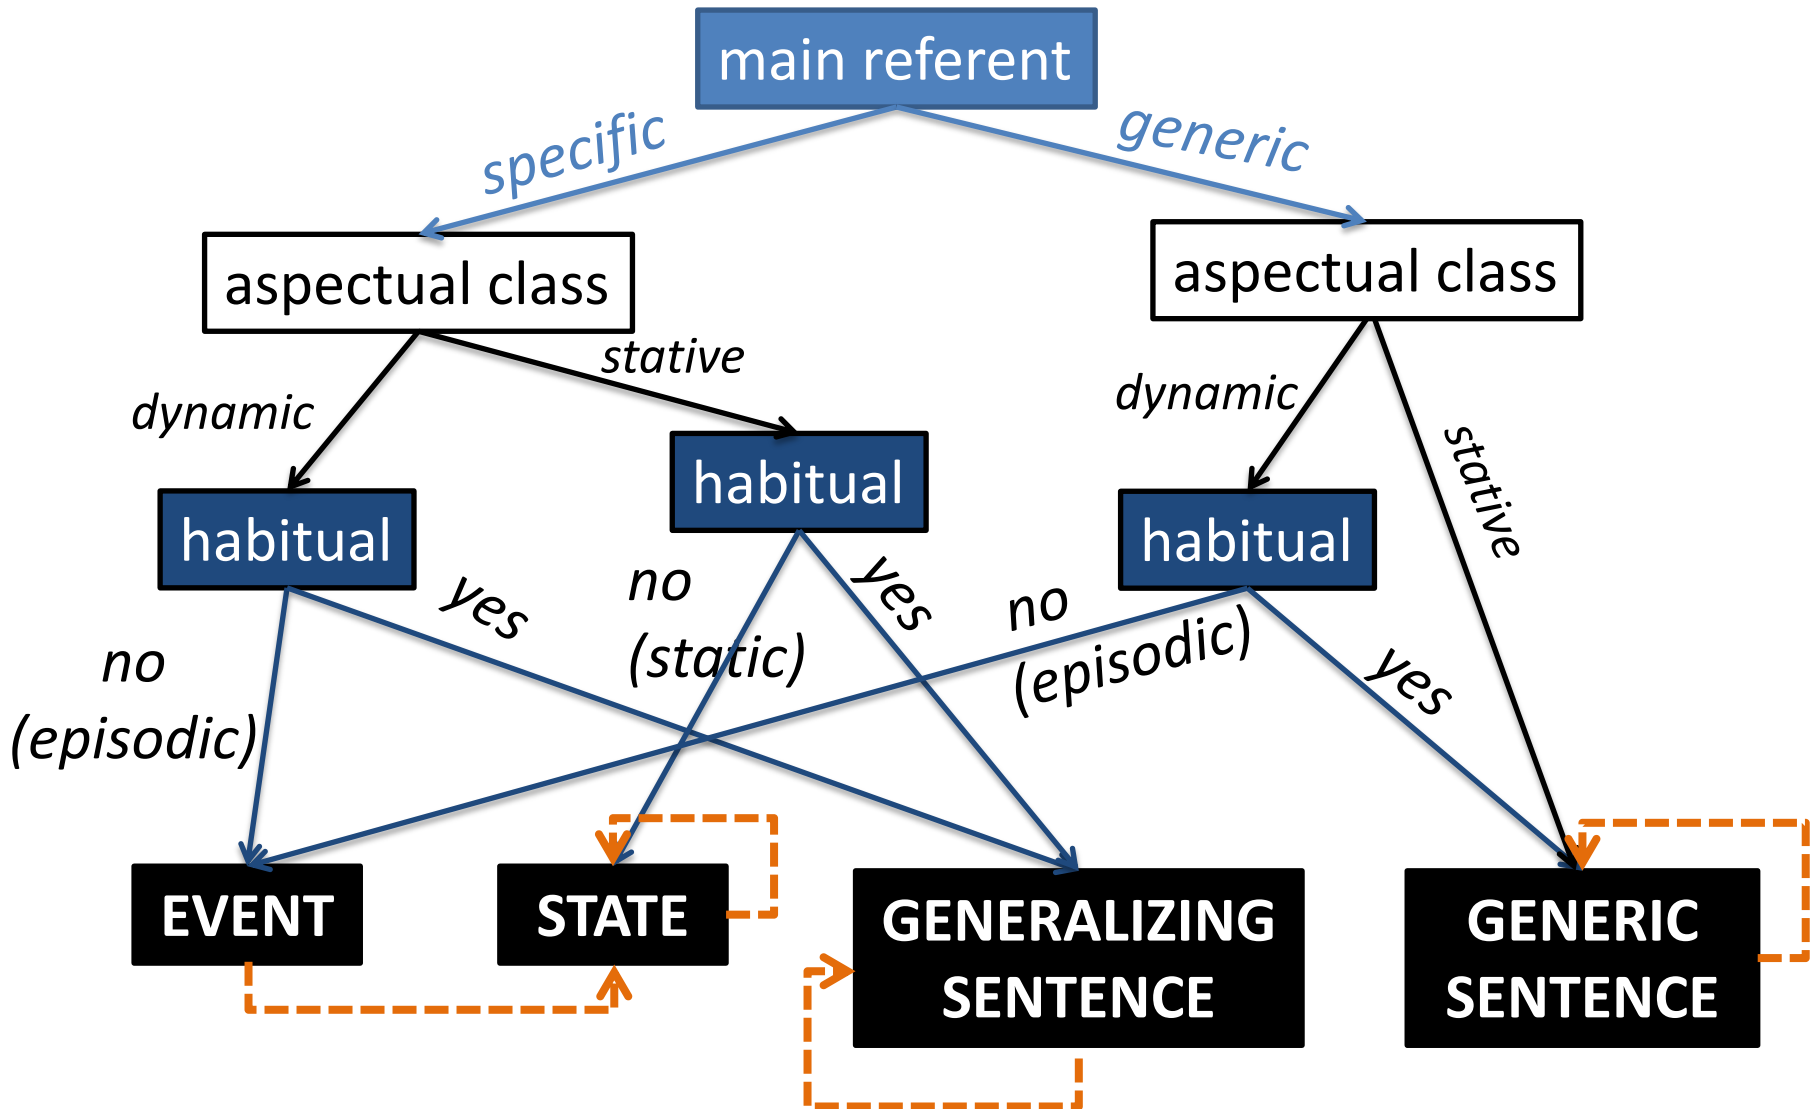 main referent
specific
generic
aspectual class
aspectual class
stative
dynamic
dynamic
stative
habitual
habitual
habitual
no
(episodic)
yes
no
(static)
yes
no
(episodic)
yes
EVENT
STATE
GENERALIZING
SENTENCE
GENERIC
SENTENCE